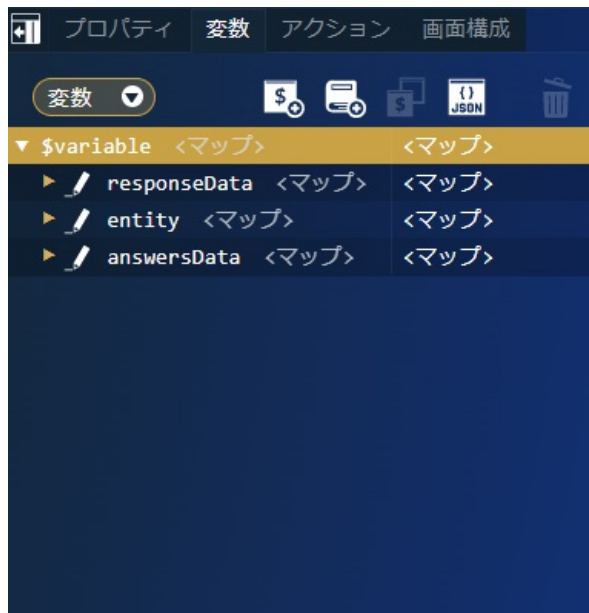 プロパティ 変数 アクション 画面構成
変数 $ $ {} JSON
$variable <マップ> <マップ>
responseData <マップ> <マップ>
entity <マップ> <マップ>
answersData <マップ> <マップ>